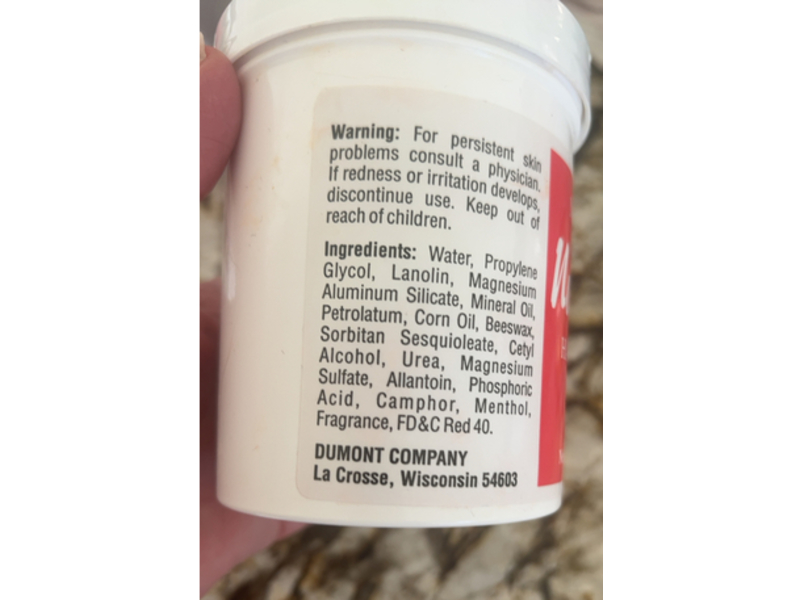 Warning: For persistent skin
problems consult a physician.
If redness or irritation develops,
discontinue use. Keep out of
reach of children.
Ingredients: Water, Propylene
Glycol, Lanolin, Magnesium
Aluminum Silicate, Mineral Oil,
Petrolatum, Corn Oil, Beeswax,
Sorbitan Sesquioleate, Cetyl
Alcohol, Urea, Magnesium
Sulfate, Allantoin, Phosphoric
Acid, Camphor, Menthol,
Fragrance, FD&C Red 40.
DUMONT COMPANY
La Crosse, Wisconsin 54603